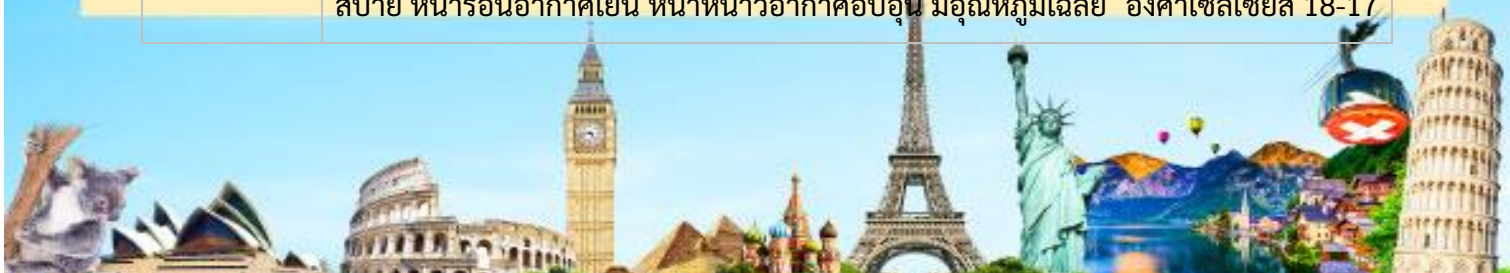 สบาย หน้าร้อนอากาศเย็น หน้าหนาวอากาศอบอุ่น มีอุณหภูมิเฉลี่ย องศาเซลเซียส 18-17